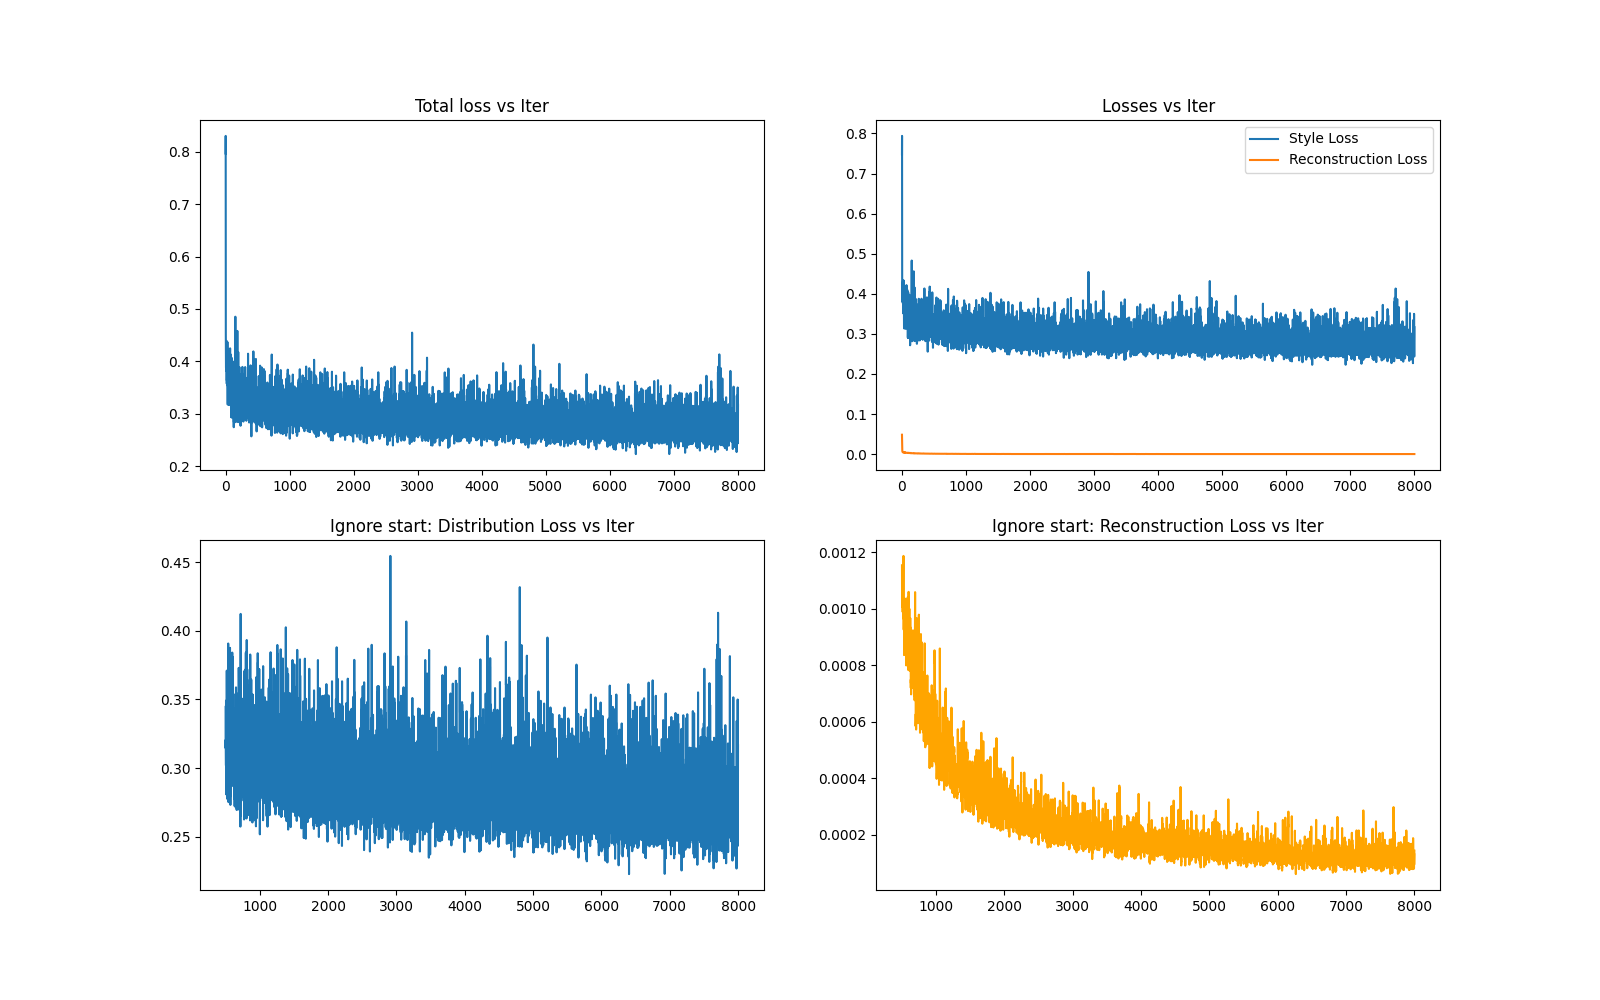 Total loss vs Iter
0.8
0.7
0.6
0.5
0.4
0.3
0.2
0 1000 2000 3000 4000 5000 6000 7000 8000
Losses vs Iter
Style Loss
Reconstruction Loss
0.8
0.7
0.6
0.5
0.4
0.3
0.2
0.1
0.0
0 1000 2000 3000 4000 5000 6000 7000 8000
Ignore start: Distribution Loss vs Iter
0.45
0.40
0.35
0.30
0.25
1000 2000 3000 4000 5000 6000 7000 8000
Ignore start: Reconstruction Loss vs Iter
0.0012
0.0010
0.0008
0.0006
0.0004
0.0002
1000 2000 3000 4000 5000 6000 7000 8000